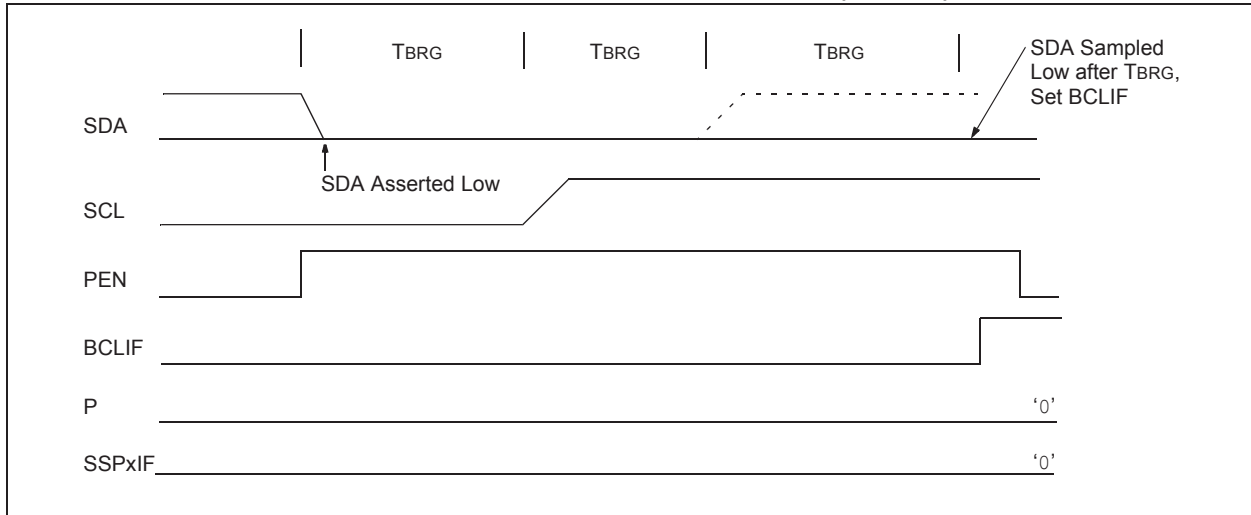 TBRG TBRG TBRG
SDA Sampled
Low after TBRG,
Set BCLIF
SDA
SDA Asserted Low
SCL
PEN
BCLIF
P
‘0’
SSPxIF
‘0’